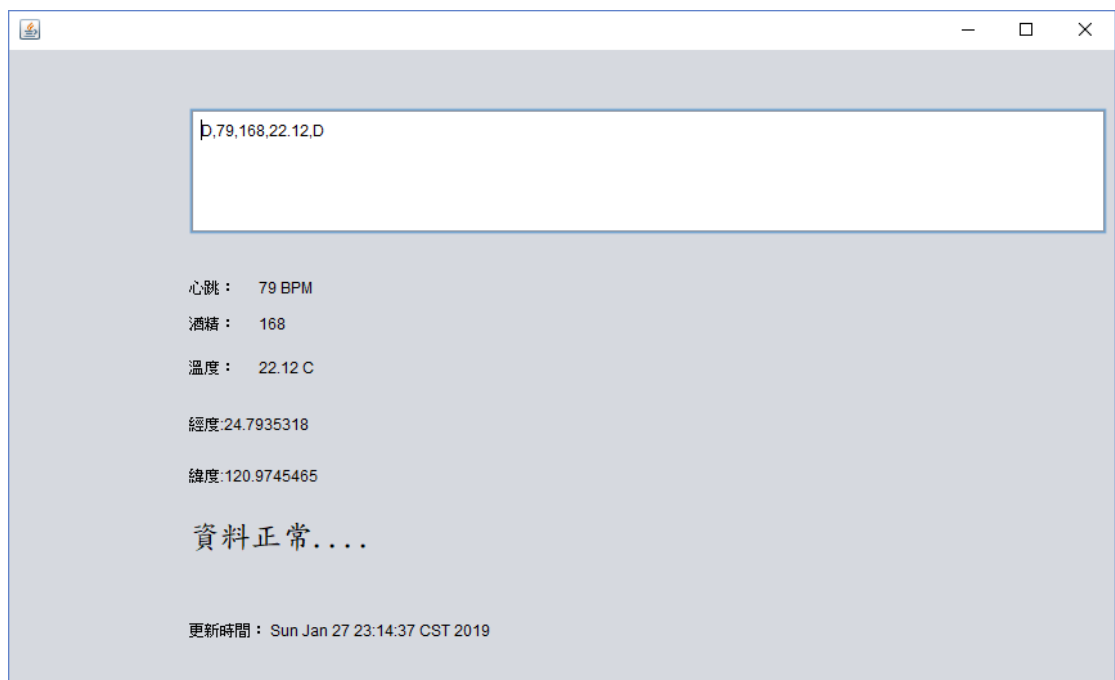 D,79,168,22.12,D
心跳： 79 BPM
酒精： 168
溫度： 22.12 C
經度:24.7935318
緯度:120.9745465
資料正常....
更新時間： Sun Jan 27 23:14:37 CST 2019